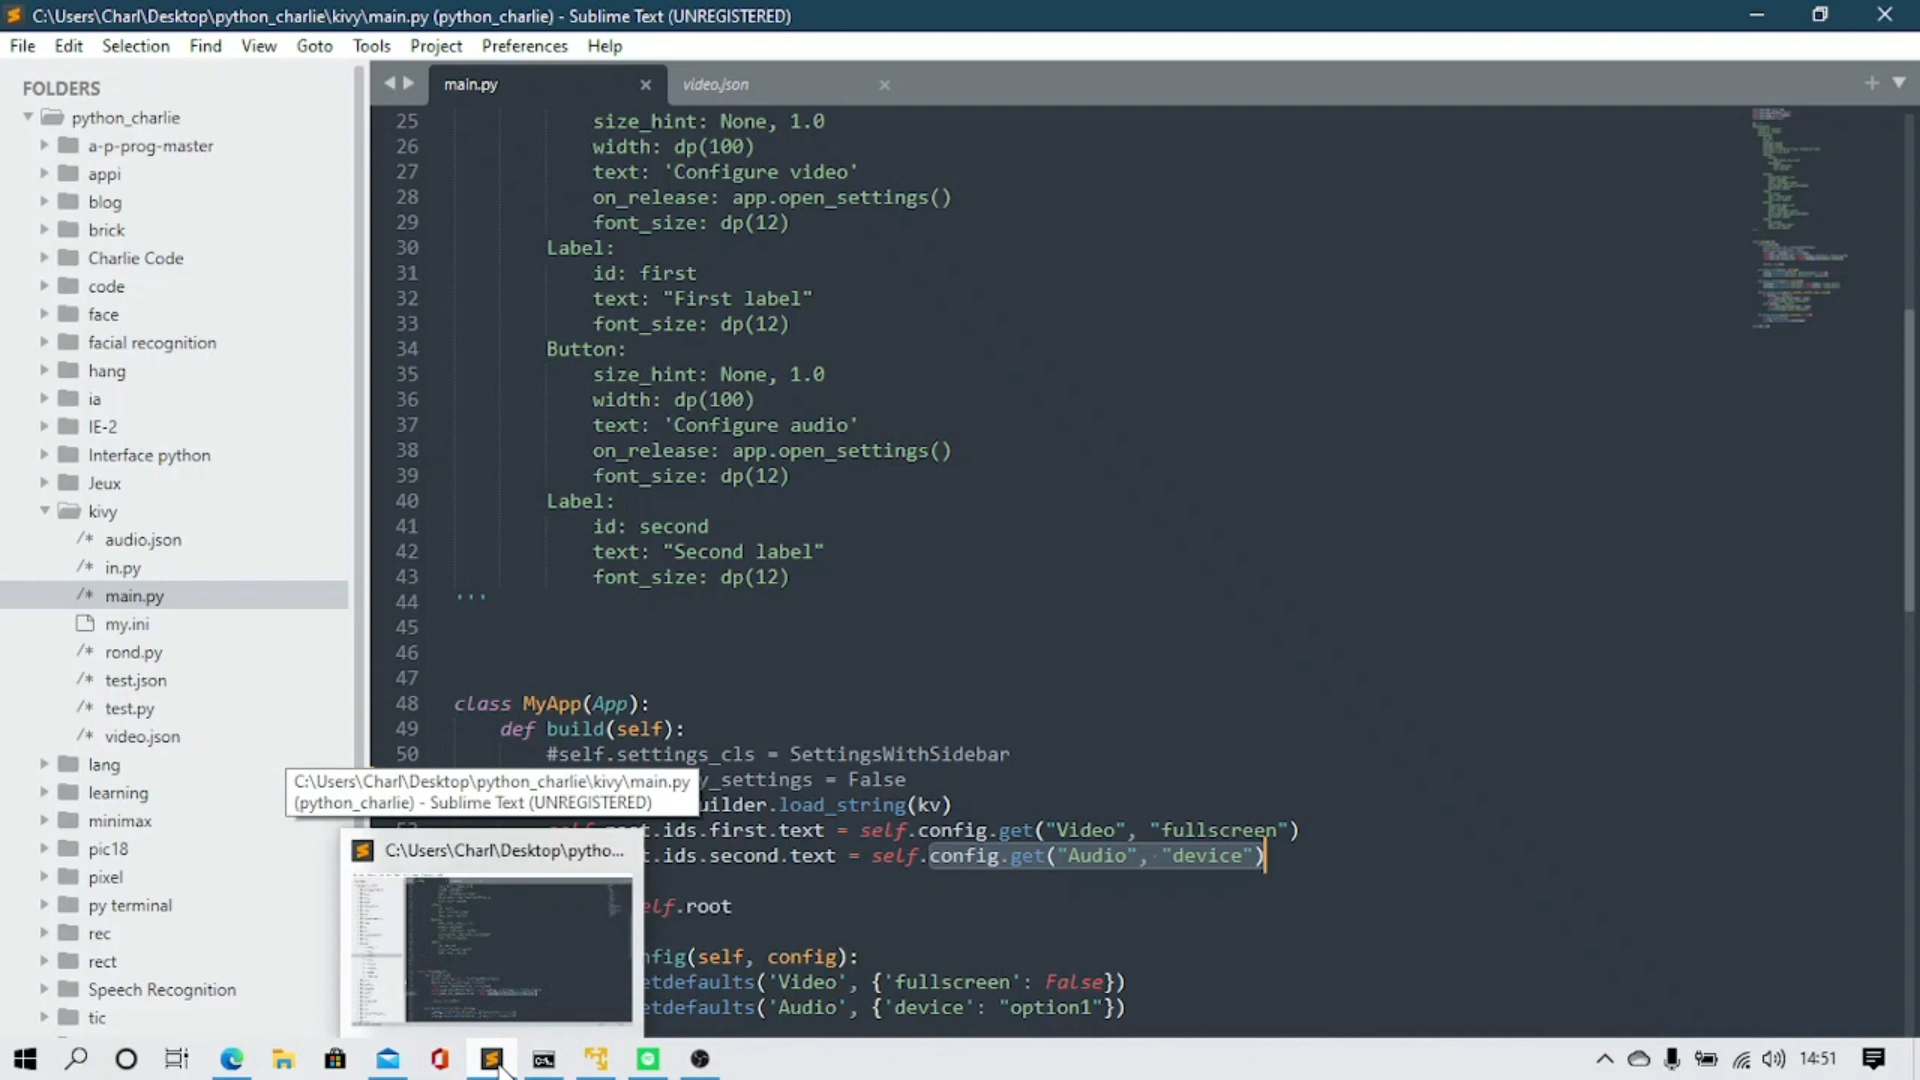 C:\Users\Charl\Desktop\python_charlie\kivy\main.py (python_charlie) - Sublime Text (UNREGISTERED)
File Edit Selection Find View Goto Tools Project Preferences Help
FOLDERS
python_charlie
a-p-prog-master
appi
blog
brick
Charlie Code
code
face
facial recognition
hang
ia
IE-2
Interface python
Jeux
kivy
/* audio.json
/* in.py
/* main.py
my.ini
/* rond.py
/* test.json
/* test.py
/* video.json
lang
learning
minimax
pic18
pixel
py terminal
rec
rect
Speech Recognition
tic
main.py
video.json
25 size_hint: None, 1.0
26 width: dp(100)
27 text: 'Configure video'
28 on_release: app.open_settings()
29 font_size: dp(12)
30 Label:
31 id: first
32 text: "First label"
33 font_size: dp(12)
34 Button:
35 size_hint: None, 1.0
36 width: dp(100)
37 text: 'Configure audio'
38 on_release: app.open_settings()
39 font_size: dp(12)
40 Label:
41 id: second
42 text: "Second label"
43 font_size: dp(12)
44 '''
45
46
47
48 class MyApp(App):
49 def build(self):
50 #self.settings_cls = SettingsWithSidebar
y_settings = False
uilder.load_string(kv)
t.ids.first.text = self.config.get("Video", "fullscreen")
t.ids.second.text = self.config.get("Audio", "device")
elf.root
nfig(self, config):
etdefaults('Video', {'fullscreen': False})
etdefaults('Audio', {'device': "option1"})
C:\Users\Charl\Desktop\python_charlie\kivy\main.py
(python_charlie) - Sublime Text (UNREGISTERED)
C:\Users\Charl\Desktop\pytho...
14:51